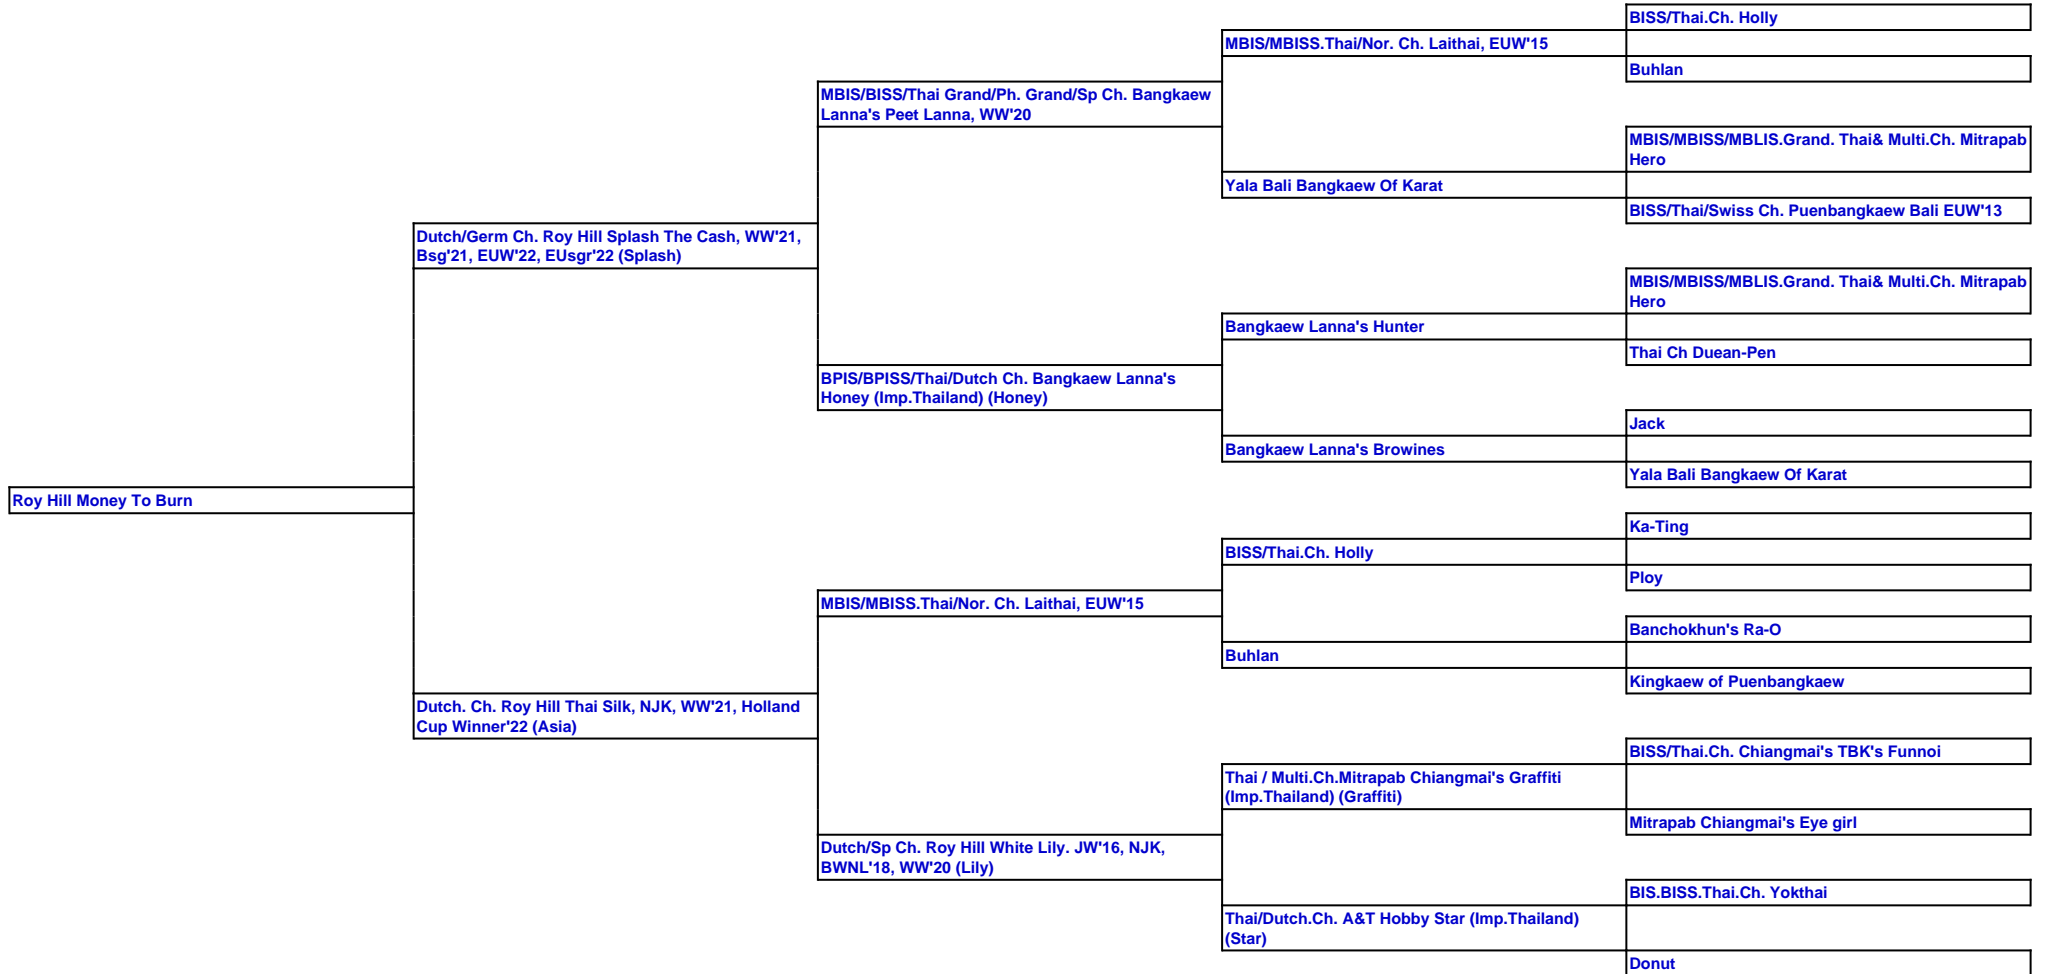 BISS/Thai.Ch. Holly
MBIS/MBISS.Thai/Nor. Ch. Laithai, EUW'15
Buhlan
MBIS/BISS/Thai Grand/Ph. Grand/Sp Ch. Bangkaew
Lanna's Peet Lanna, WW'20
MBIS/MBISS/MBLIS.Grand. Thai& Multi.Ch. Mitrapab
Hero
Yala Bali Bangkaew Of Karat
BISS/Thai/Swiss Ch. Puenbangkaew Bali EUW'13
Dutch/Germ Ch. Roy Hill Splash The Cash, WW'21,
Bsg'21, EUW'22, EUsgr'22 (Splash)
MBIS/MBISS/MBLIS.Grand. Thai& Multi.Ch. Mitrapab
Hero
Bangkaew Lanna's Hunter
Thai Ch Duean-Pen
BPIS/BPISS/Thai/Dutch Ch. Bangkaew Lanna's
Honey (Imp.Thailand) (Honey)
Jack
Bangkaew Lanna's Browines
Yala Bali Bangkaew Of Karat
Roy Hill Money To Burn
Ka-Ting
BISS/Thai.Ch. Holly
Ploy
MBIS/MBISS.Thai/Nor. Ch. Laithai, EUW'15
Banchokhun's Ra-O
Buhlan
Kingkaew of Puenbangkaew
Dutch. Ch. Roy Hill Thai Silk, NJK, WW'21, Holland
Cup Winner'22 (Asia)
BISS/Thai.Ch. Chiangmai's TBK's Funnoi
Thai / Multi.Ch.Mitrapab Chiangmai's Graffiti
(Imp.Thailand) (Graffiti)
Mitrapab Chiangmai's Eye girl
Dutch/Sp Ch. Roy Hill White Lily. JW'16, NJK,
BWNL'18, WW'20 (Lily)
BIS.BISS.Thai.Ch. Yokthai
Thai/Dutch.Ch. A&T Hobby Star (Imp.Thailand)
(Star)
Donut